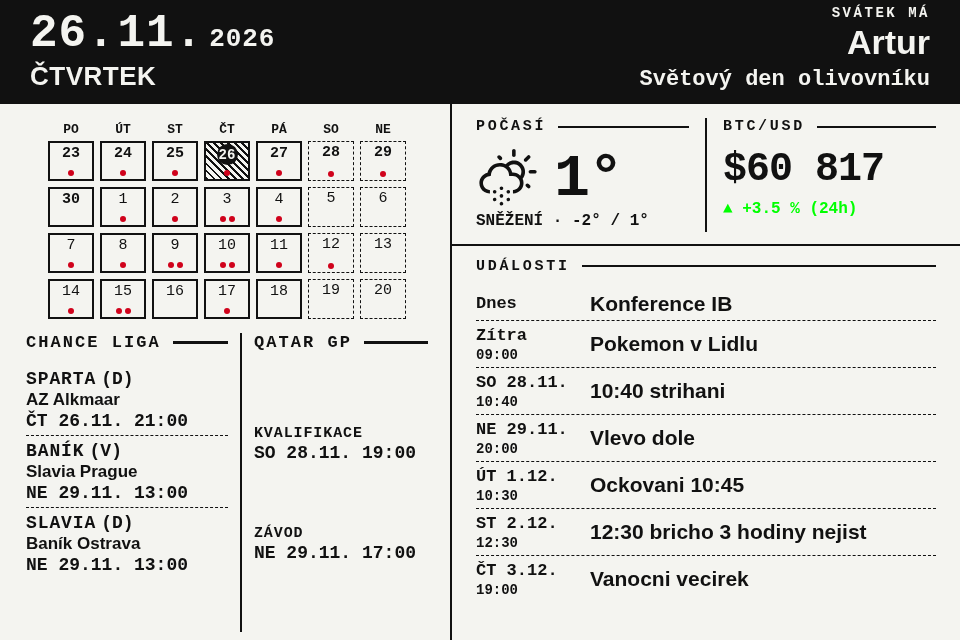 26.11. 2026
ČTVRTEK
SVÁTEK MÁ
Artur
Světový den olivovníku
PO ÚT ST ČT PÁ SO NE
23 24 25 26 27 28 29
30 1 2 3 4 5 6
7 8 9 10 11 12 13
14 15 16 17 18 19 20
CHANCE LIGA
SPARTA (D)
AZ Alkmaar
ČT 26.11. 21:00
BANÍK (V)
Slavia Prague
NE 29.11. 13:00
SLAVIA (D)
Baník Ostrava
NE 29.11. 13:00
QATAR GP
KVALIFIKACE
SO 28.11. 19:00
ZÁVOD
NE 29.11. 17:00
POČASÍ
1°
SNĚŽENÍ · -2° / 1°
BTC/USD
$60 817
▲ +3.5 % (24h)
UDÁLOSTI
Dnes Konference IB
Zítra
09:00 Pokemon v Lidlu
SO 28.11.
10:40 10:40 strihani
NE 29.11.
20:00 Vlevo dole
ÚT 1.12.
10:30 Ockovani 10:45
ST 2.12.
12:30 12:30 bricho 3 hodiny nejist
ČT 3.12.
19:00 Vanocni vecirek